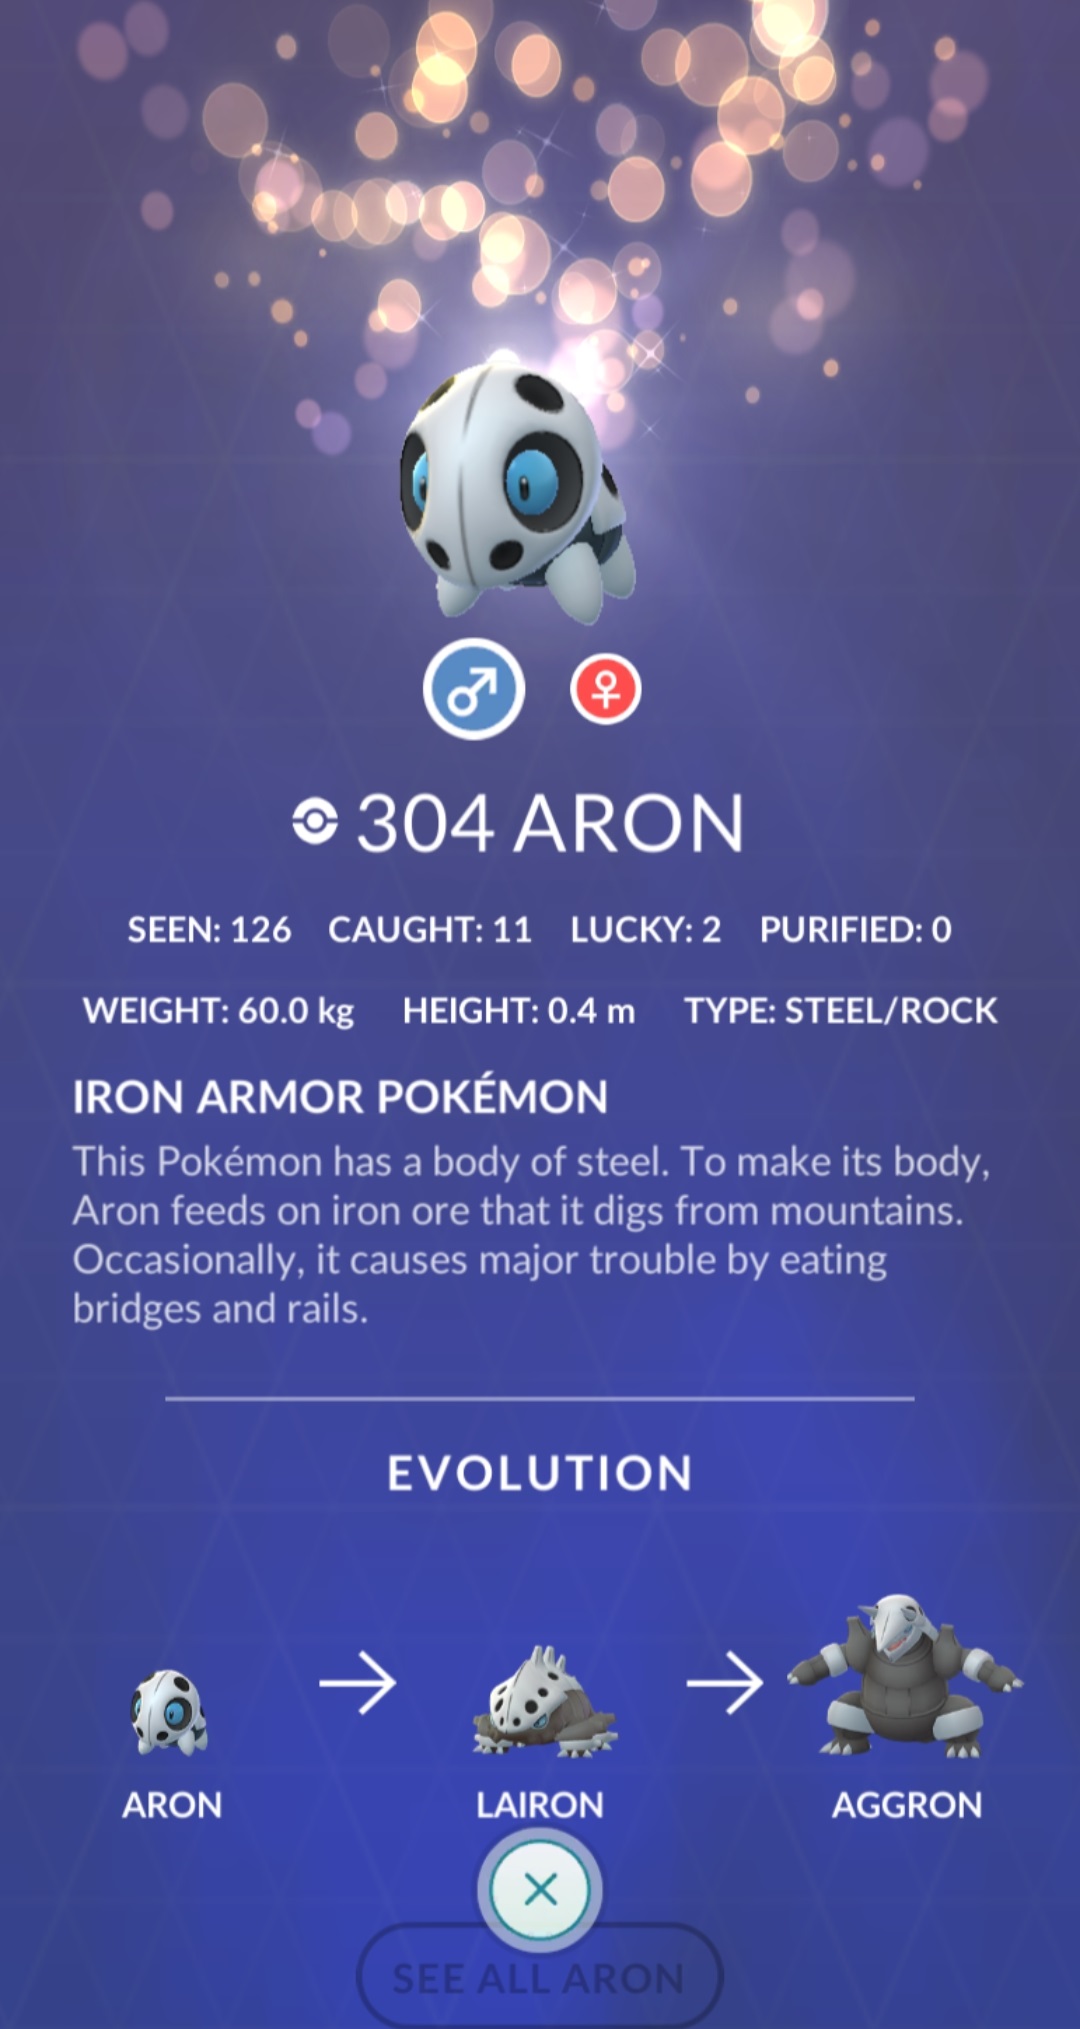 304 ARON
SEEN: 126 CAUGHT: 11 LUCKY: 2 PURIFIED: 0
WEIGHT: 60.0 kg HEIGHT: 0.4 m TYPE: STEEL/ROCK
IRON ARMOR POKÉMON
This Pokémon has a body of steel. To make its body,
Aron feeds on iron ore that it digs from mountains.
Occasionally, it causes major trouble by eating
bridges and rails.
EVOLUTION
ARON LAIRON AGGRON
SEE ALL ARON